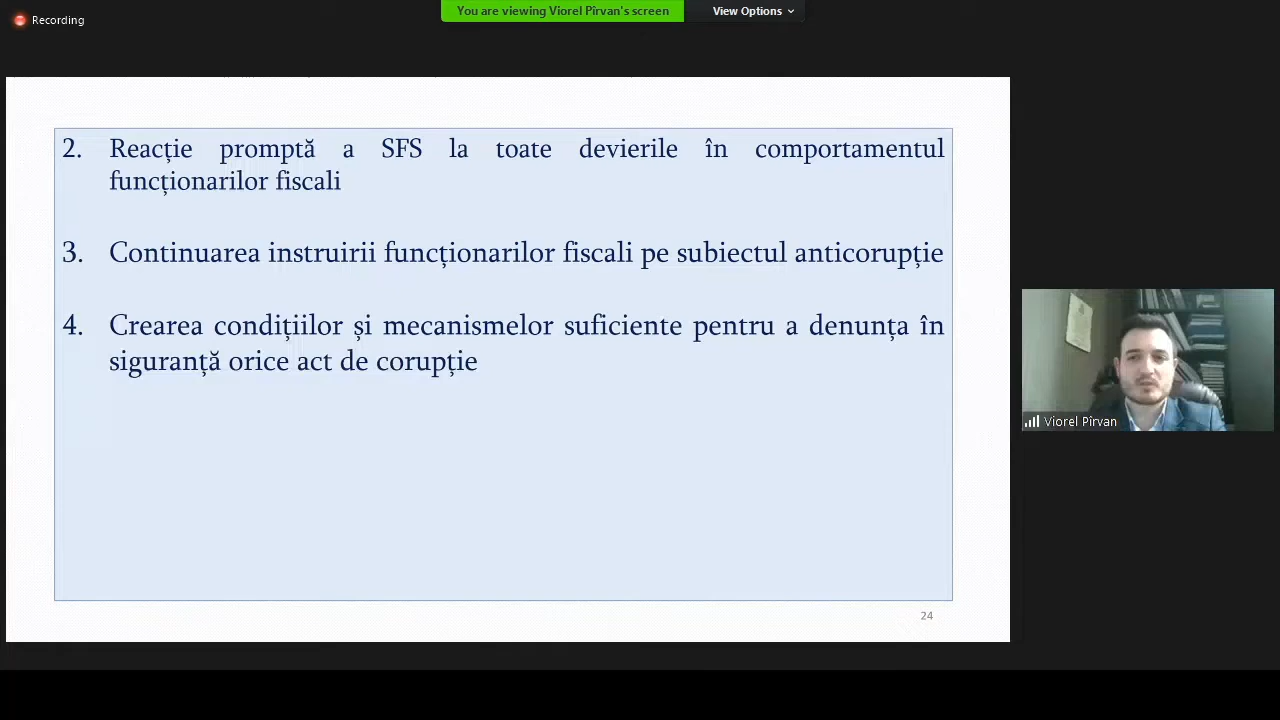 Recording
You are viewing Viorel Pîrvan's screen
View Options
2. Reacție promptă a SFS la toate devierile în comportamentul
funcționarilor fiscali
3. Continuarea instruirii funcționarilor fiscali pe subiectul anticorupție
4. Crearea condițiilor și mecanismelor suficiente pentru a denunța în
siguranță orice act de corupție
24
Viorel Pîrvan